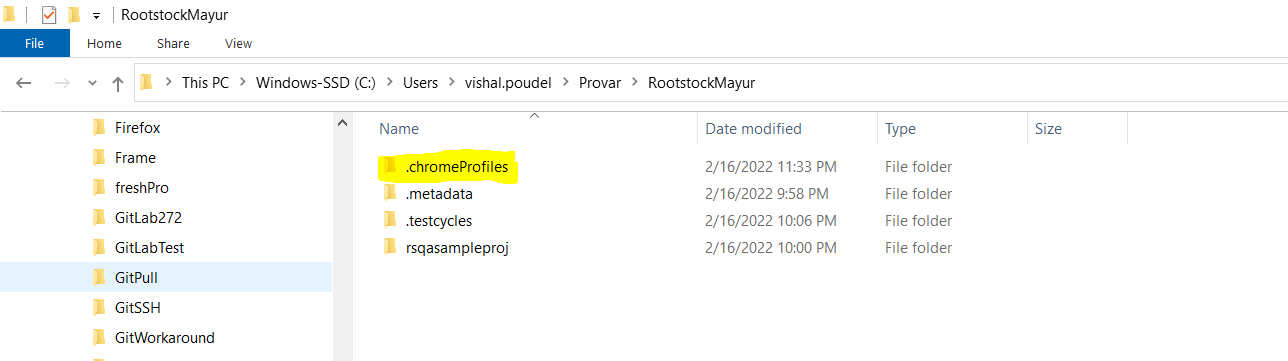 RootstockMayur
File Home Share View
This PC Windows-SSD (C:) Users vishal.poudel Provar RootstockMayur
Name Date modified Type Size
Firefox
Frame
freshPro
GitLab272
GitLabTest
GitPull
GitSSH
GitWorkaround
.chromeProfiles 2/16/2022 11:33 PM File folder
.metadata 2/16/2022 9:58 PM File folder
.testcycles 2/16/2022 10:06 PM File folder
rsqasampleproj 2/16/2022 10:00 PM File folder